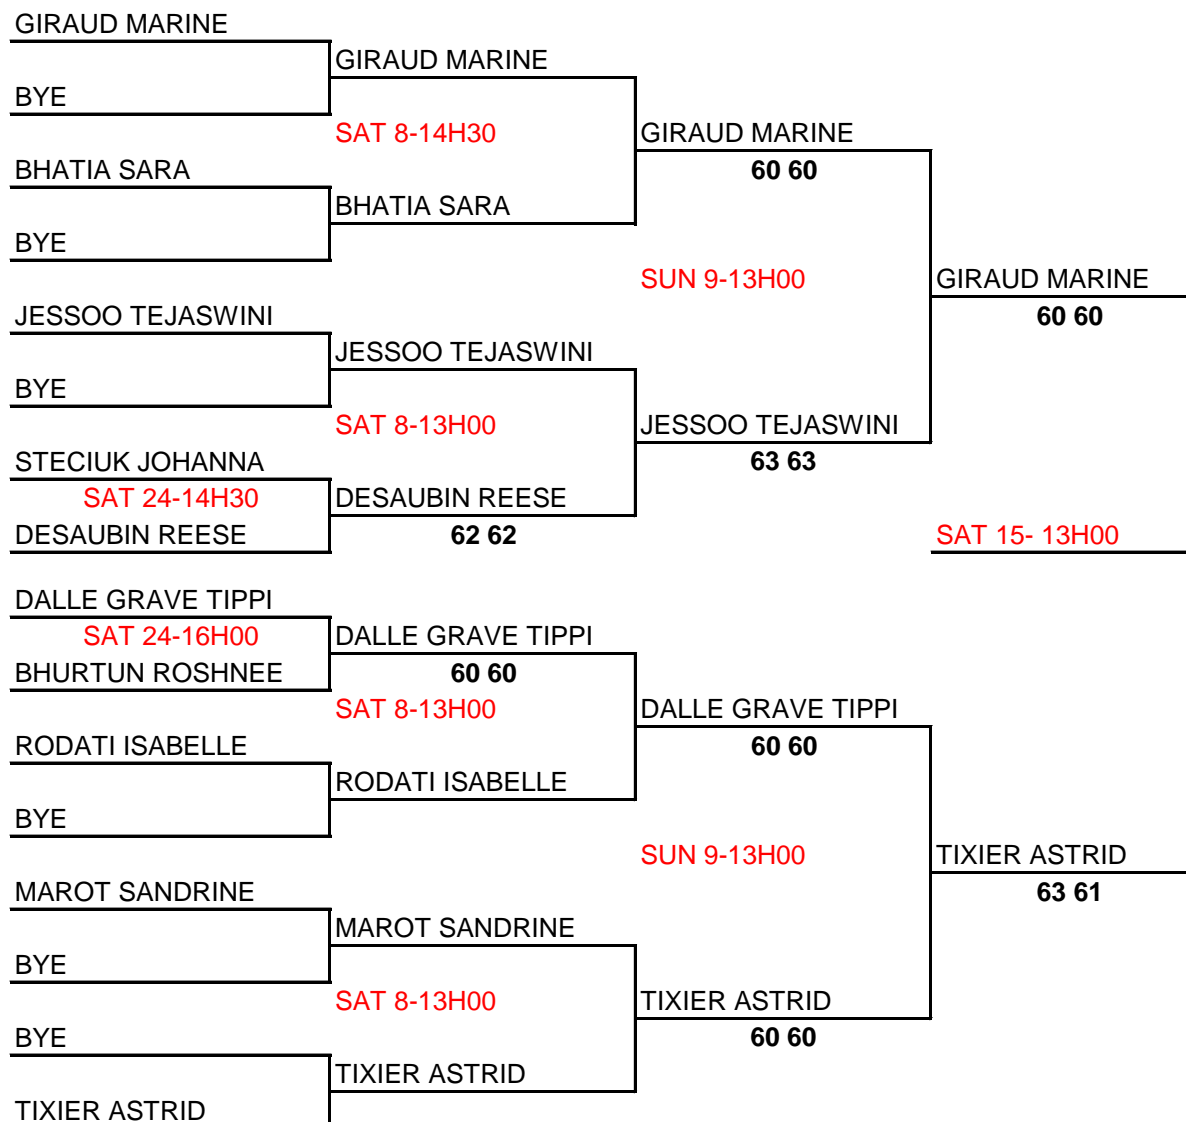 GIRAUD MARINE
GIRAUD MARINE
BYE
SAT 8-14H30
GIRAUD MARINE
60 60
BHATIA SARA
BHATIA SARA
BYE
SUN 9-13H00
GIRAUD MARINE
60 60
JESSOO TEJASWINI
JESSOO TEJASWINI
BYE
SAT 8-13H00
JESSOO TEJASWINI
63 63
STECIUK JOHANNA
SAT 24-14H30
DESAUBIN REESE
DESAUBIN REESE
62 62
SAT 15- 13H00
DALLE GRAVE TIPPI
SAT 24-16H00
DALLE GRAVE TIPPI
BHURTUN ROSHNEE
60 60
SAT 8-13H00
DALLE GRAVE TIPPI
60 60
RODATI ISABELLE
RODATI ISABELLE
BYE
SUN 9-13H00
TIXIER ASTRID
63 61
MAROT SANDRINE
MAROT SANDRINE
BYE
SAT 8-13H00
TIXIER ASTRID
60 60
BYE
TIXIER ASTRID
TIXIER ASTRID